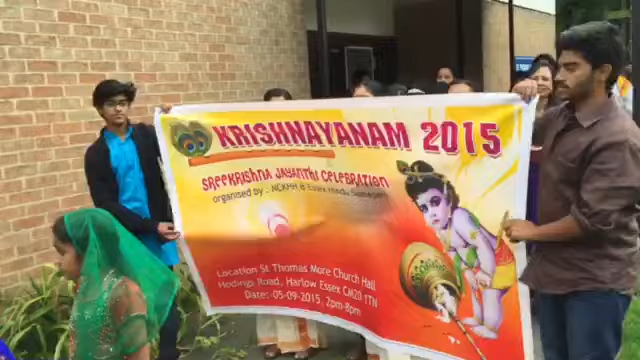 KRISHNAYANAM 2015
SREEKRISHNA JAYANTHI CELEBRATION
organised by : NCKHH & Essex Hindu
Location St Thomas More Church Hall
Hodings Road, Harlow Essex CM20 1TN
Date:-05-09-2015, 2pm-8pm